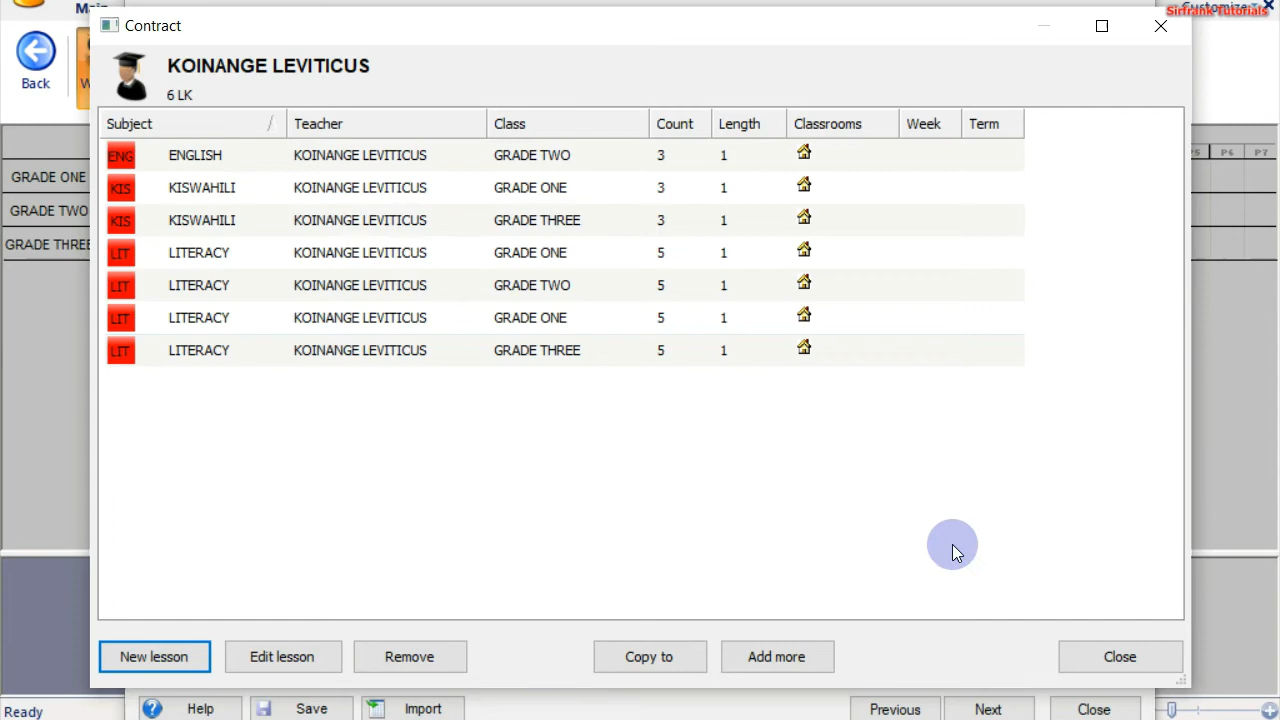 Main
Customize
Sirfrank Tutorials
Contract
Back
W
KOINANGE LEVITICUS
6 LK
Subject / Teacher Class Count Length Classrooms Week Term
ENG ENGLISH KOINANGE LEVITICUS GRADE TWO 3 1
KIS KISWAHILI KOINANGE LEVITICUS GRADE ONE 3 1
KIS KISWAHILI KOINANGE LEVITICUS GRADE THREE 3 1
LIT LITERACY KOINANGE LEVITICUS GRADE ONE 5 1
LIT LITERACY KOINANGE LEVITICUS GRADE TWO 5 1
LIT LITERACY KOINANGE LEVITICUS GRADE ONE 5 1
LIT LITERACY KOINANGE LEVITICUS GRADE THREE 5 1
P5 P6 P7
GRADE ONE
GRADE TWO
GRADE THREE
New lesson Edit lesson Remove Copy to Add more Close
Ready ? Help Save Import Previous Next Close